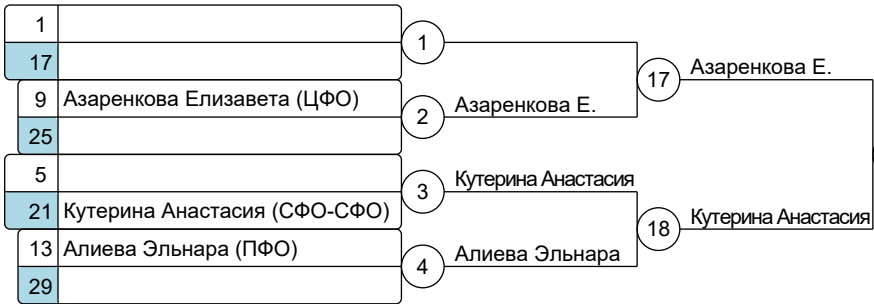 1
1
17
17 Азаренкова Е.
9 Азаренкова Елизавета (ЦФО)
2 Азаренкова Е.
25
5
3 Кутерина Анастасия
21 Кутерина Анастасия (СФО-СФО)
18 Кутерина Анастасия
13 Алиева Эльнара (ПФО)
4 Алиева Эльнара
29